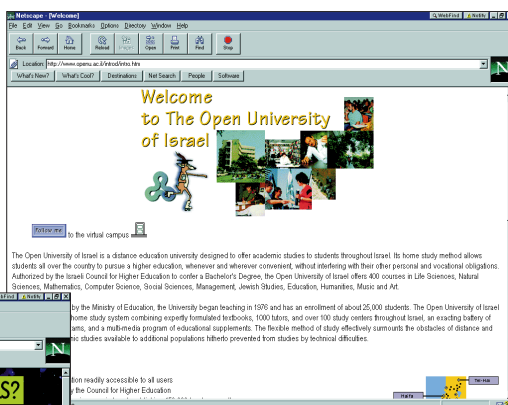 Netscape - [Welcome]
WebFind Notify
File Edit View Go Bookmarks Options Directory Window Help
Back Forward Home Reload Images Open Print Find Stop
Location: http://www.openu.ac.il/introd/intro.htm
What's New? What's Cool? Destinations Net Search People Software
N
Welcome
to The Open University
of Israel
follow me to the virtual campus
The Open University of Israel is a distance education university designed to offer academic studies to students throughout Israel. Its home study method allows
students all over the country to pursue a higher education, whenever and wherever convenient, without interfering with their other personal and vocational obligations.
Authorized by the Israeli Council for Higher Education to confer a Bachelor's Degree, the Open University of Israel offers 400 courses in Life Sciences, Natural
Sciences, Mathematics, Computer Science, Social Sciences, Management, Jewish Studies, Education, Humanities, Music and Art.
by the Ministry of Education, the University began teaching in 1976 and has an enrollment of about 25,000 students. The Open University of Israel
home study system combining expertly formulated textbooks, 1000 tutors, and over 100 study centers throughout Israel, an exacting battery of
ams, and a multi-media program of educational supplements. The flexible method of study effectively surmounts the obstacles of distance and
mic studies available to additional populations hitherto prevented from studies by technical difficulties.
bFind Notify
N
S?
tion readily accessible to all users
y the Council for Higher Education
Tel-Hai
Haifa